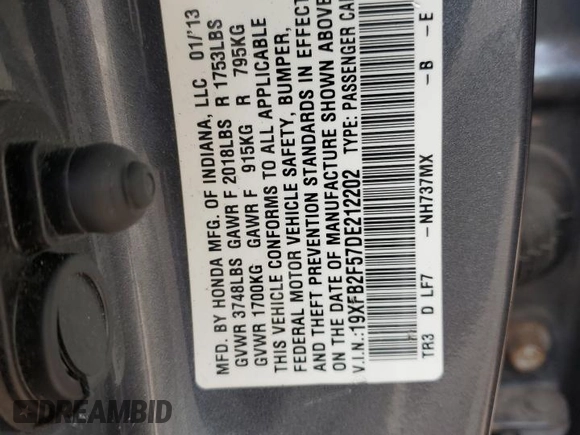 MFD. BY HONDA MFG. OF INDIANA, LLC 01/'13
GVWR 3748LBS GAWR F 2018LBS R 1753LBS
GVWR 1700KG GAWR F 915KG R 795KG
THIS VEHICLE CONFORMS TO ALL APPLICABLE
FEDERAL MOTOR VEHICLE SAFETY, BUMPER,
AND THEFT PREVENTION STANDARDS IN EFFECT
ON THE DATE OF MANUFACTURE SHOWN ABOVE
V.I.N.:19XFB2F57DE212202 TYPE: PASSENGER CAR
TR3 D LF7 -NH737MX -B -E
DREAMBID